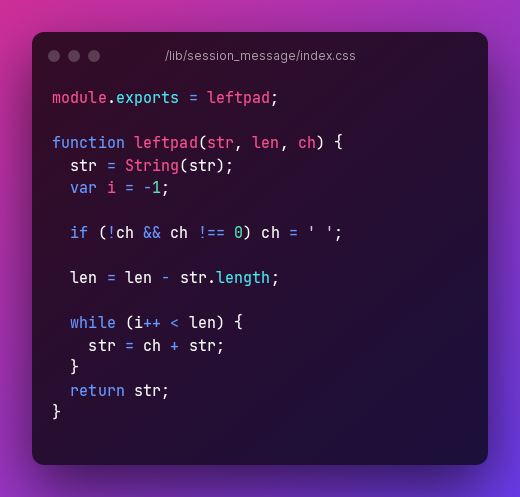 /lib/session_message/index.css
module.exports = leftpad;
function leftpad(str, len, ch) {
  str = String(str);
  var i = -1;
  if (!ch && ch !== 0) ch = ' ';
  len = len - str.length;
  while (i++ < len) {
    str = ch + str;
  }
  return str;
}